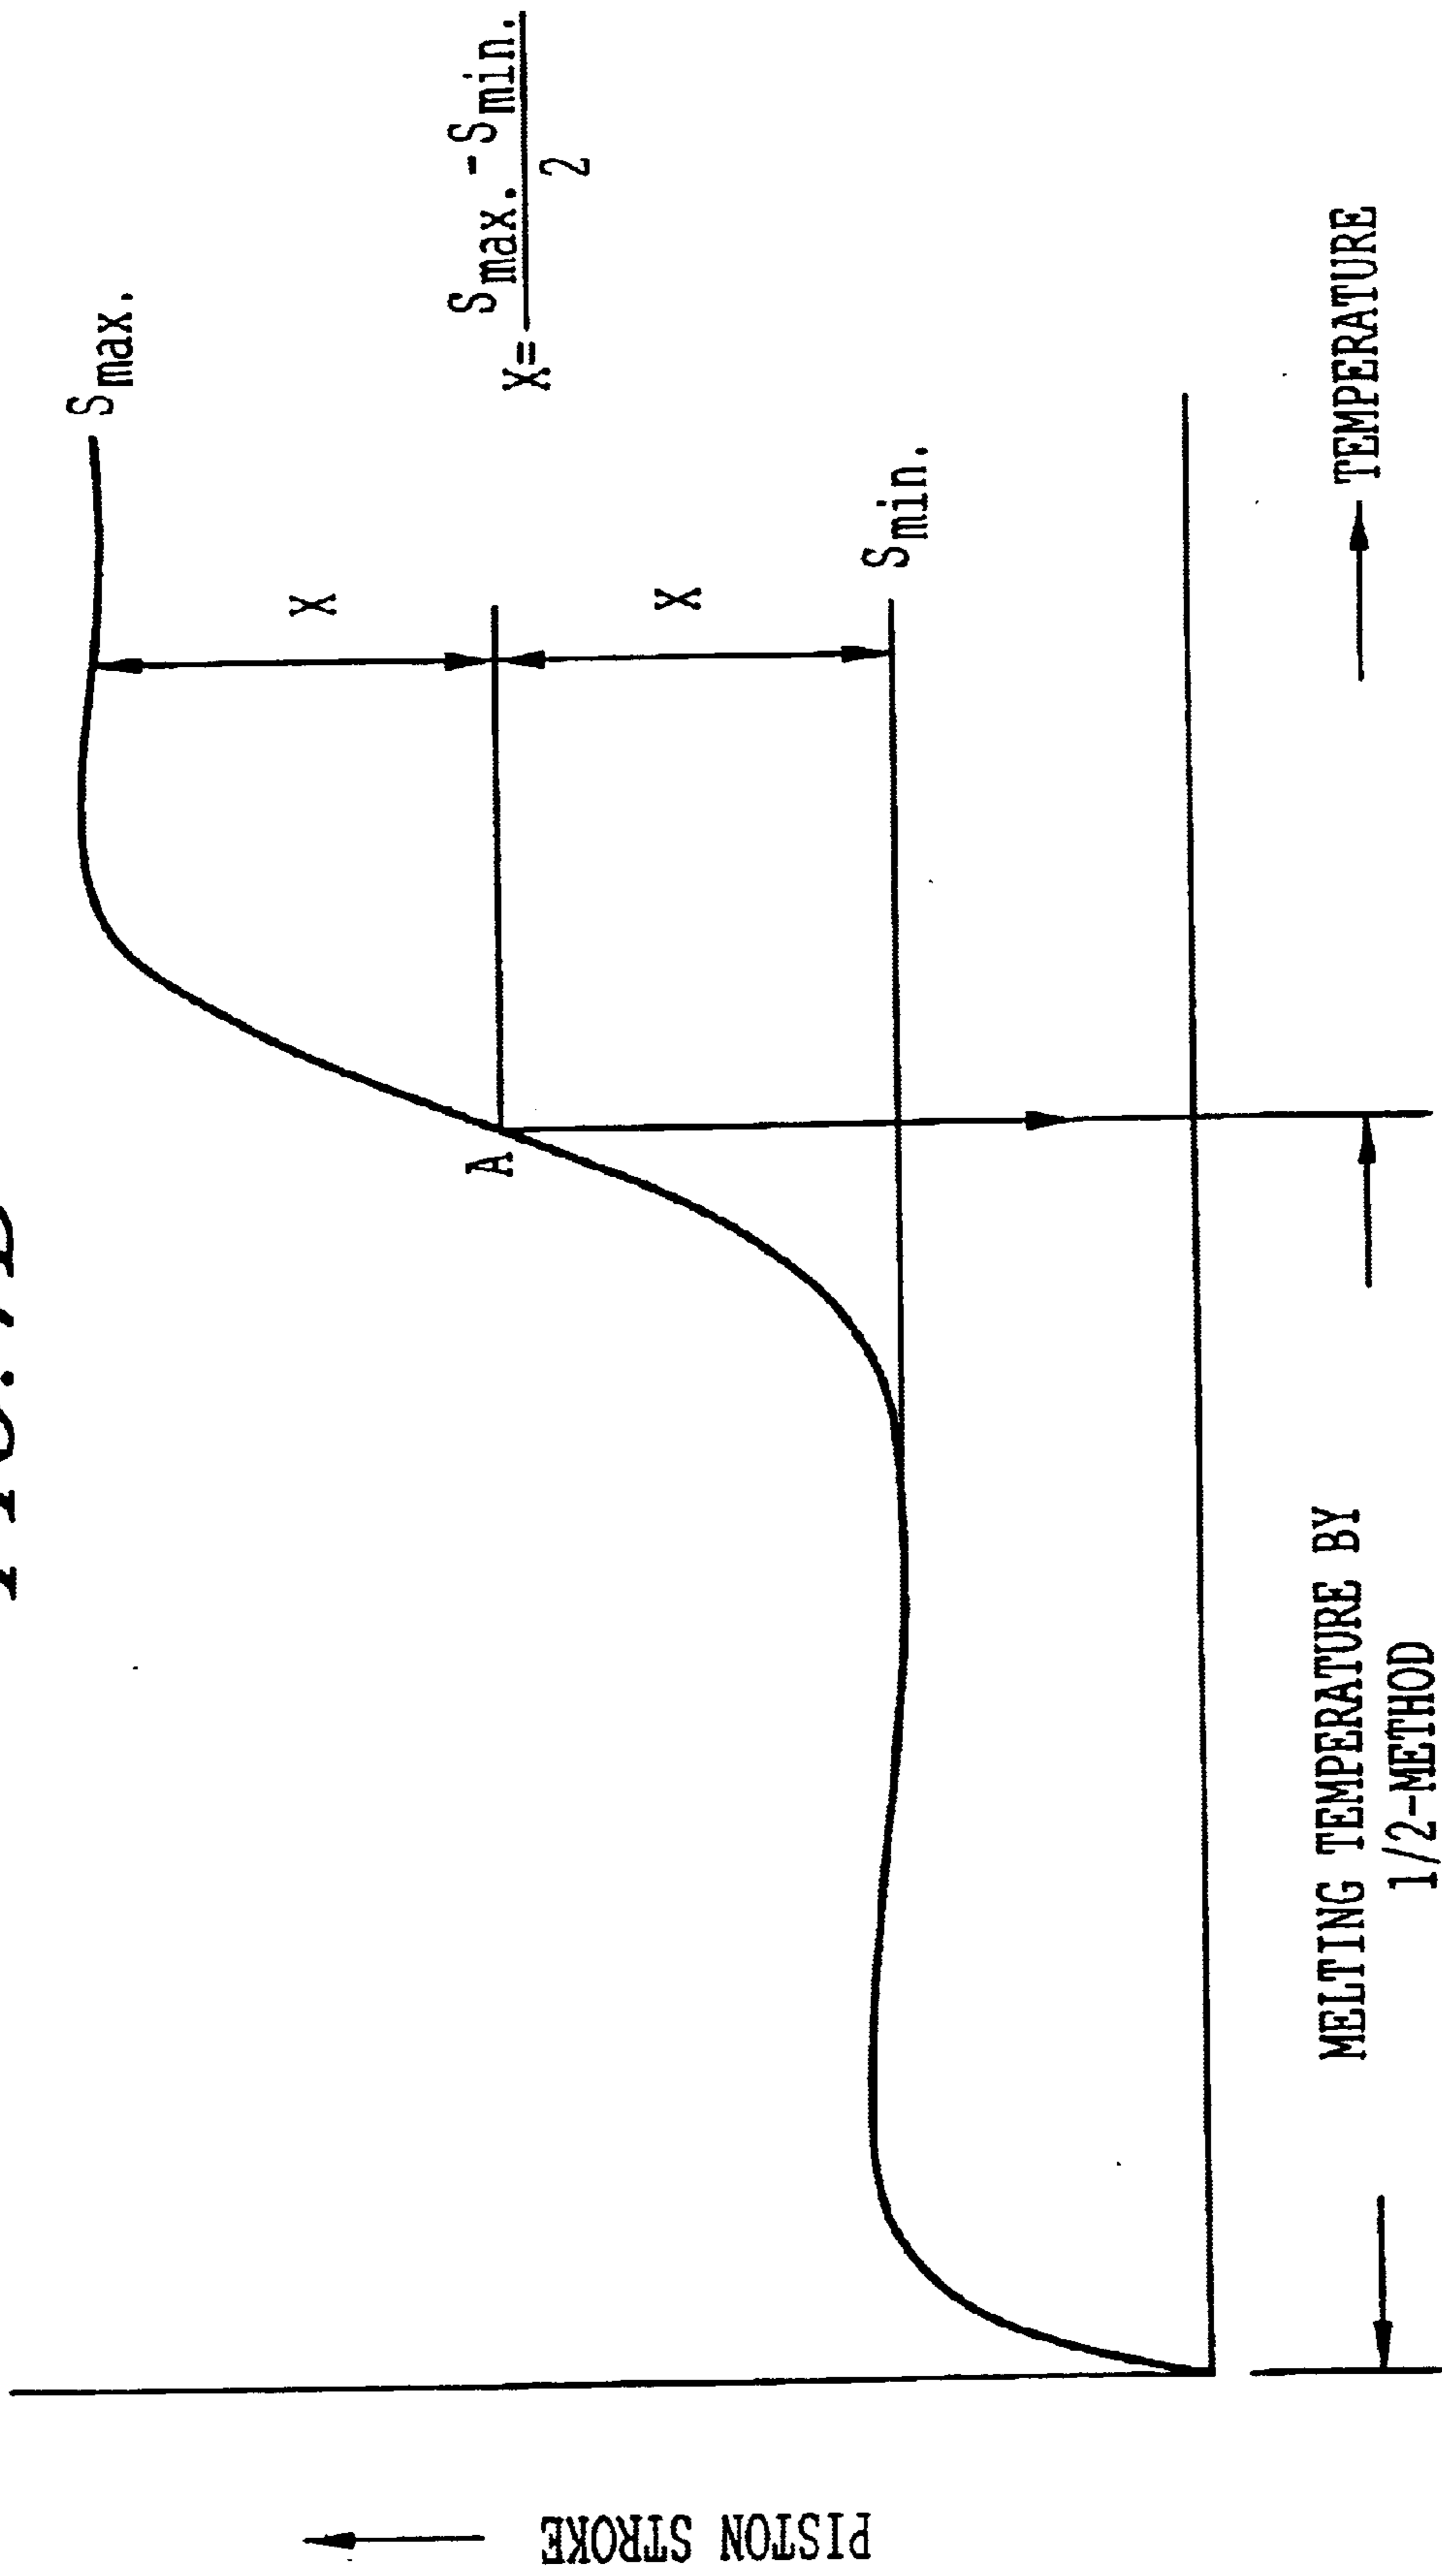 Smax.
X
A
X= Smax.-Smin.
2
X
Smin.
PISTON STROKE
TEMPERATURE
MELTING TEMPERATURE BY
1/2-METHOD